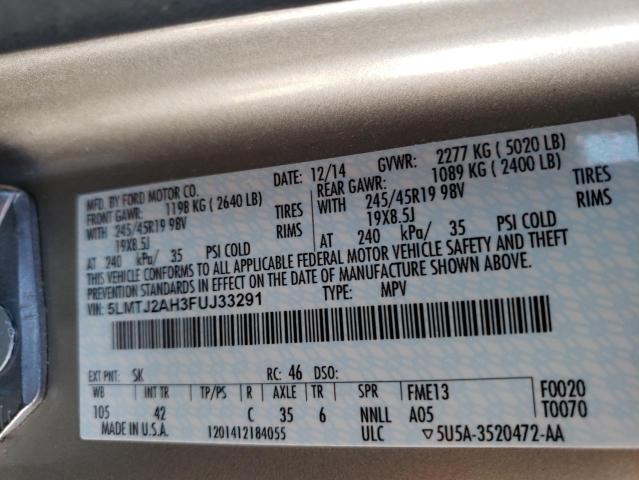 MFD. BY FORD MOTOR CO.
DATE: 12/14 GVWR: 2277 KG ( 5020 LB)
FRONT GAWR: 1198 KG ( 2640 LB) REAR GAWR: 1089 KG ( 2400 LB)
WITH 245/45R19 98V TIRES WITH 245/45R19 98V TIRES
19X8.5J RIMS 19X8.5J RIMS
AT 240 kPa/ 35 PSI COLD AT 240 kPa/ 35 PSI COLD
THIS VEHICLE CONFORMS TO ALL APPLICABLE FEDERAL MOTOR VEHICLE SAFETY AND THEFT
PREVENTION STANDARDS IN EFFECT ON THE DATE OF MANUFACTURE SHOWN ABOVE.
VIN: 5LMTJ2AH3FUJ33291 TYPE: MPV
EXT PNT: SK RC: 46 DSO:
WB INT TR TP/PS R AXLE TR SPR FME13 F0020
105 42 C 35 6 NNLL A05 T0070
MADE IN U.S.A. 1201412184055 ULC ▽5U5A-3520472-AA